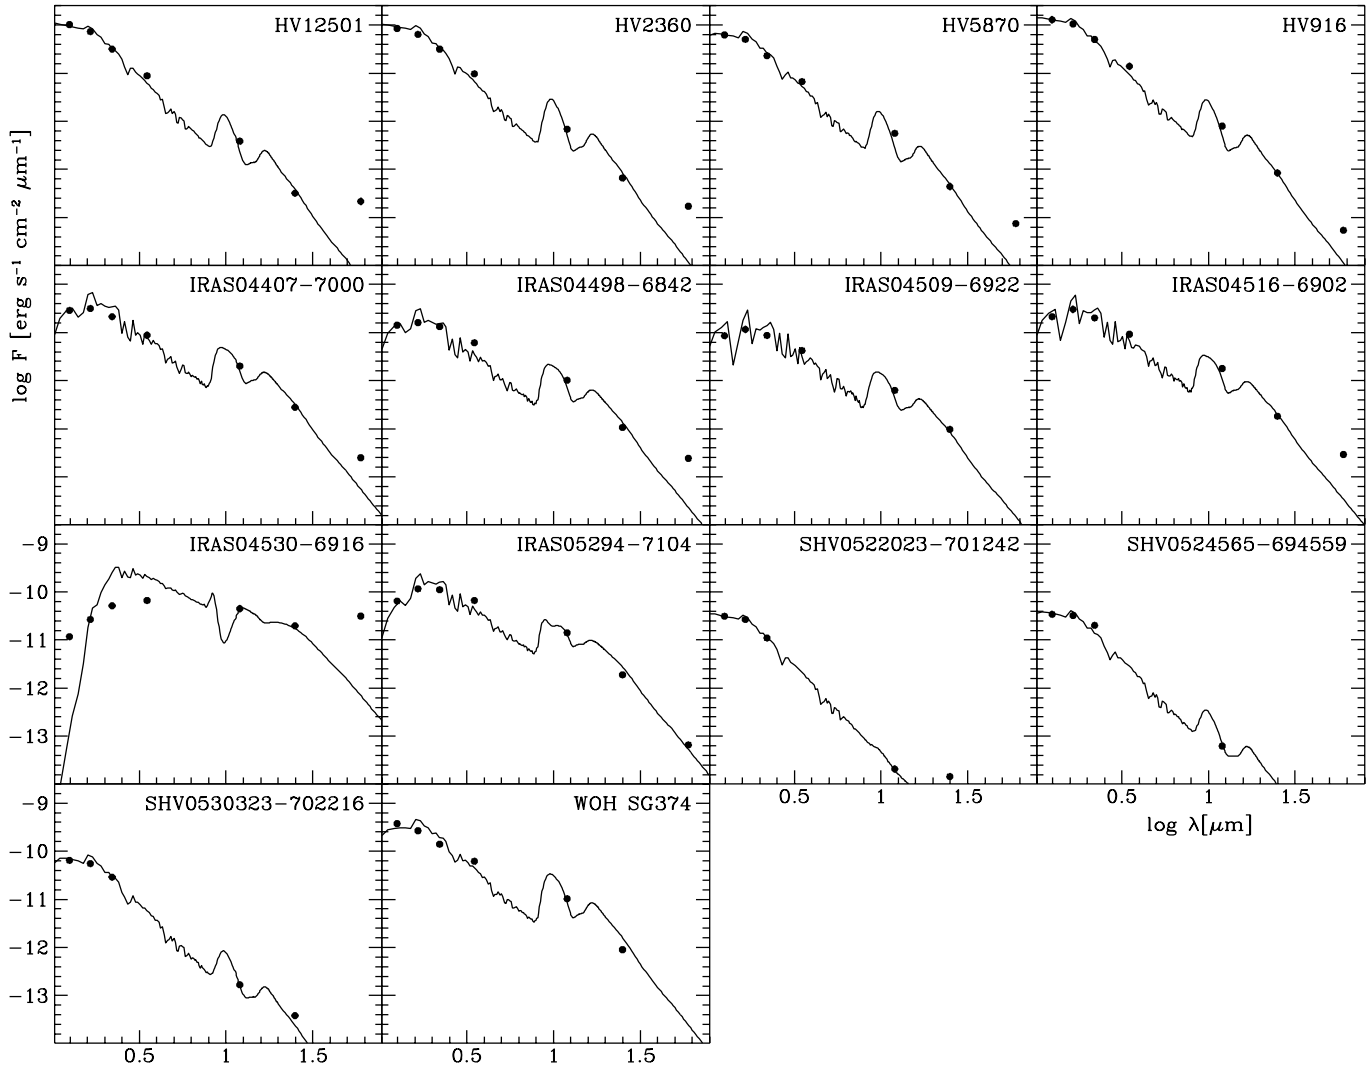 HV12501
HV2360
HV5870
HV916
log F [erg s⁻¹ cm⁻² μm⁻¹]
IRAS04407−7000
IRAS04498−6842
IRAS04509−6922
IRAS04516−6902
IRAS04530−6916
IRAS05294−7104
SHV0522023−701242
SHV0524565−694559
−9
−10
−11
−12
−13
0.5
1
1.5
0.5
1
1.5
log λ[μm]
SHV0530323−702216
WOH SG374
−9
−10
−11
−12
−13
0.5
1
1.5
0.5
1
1.5